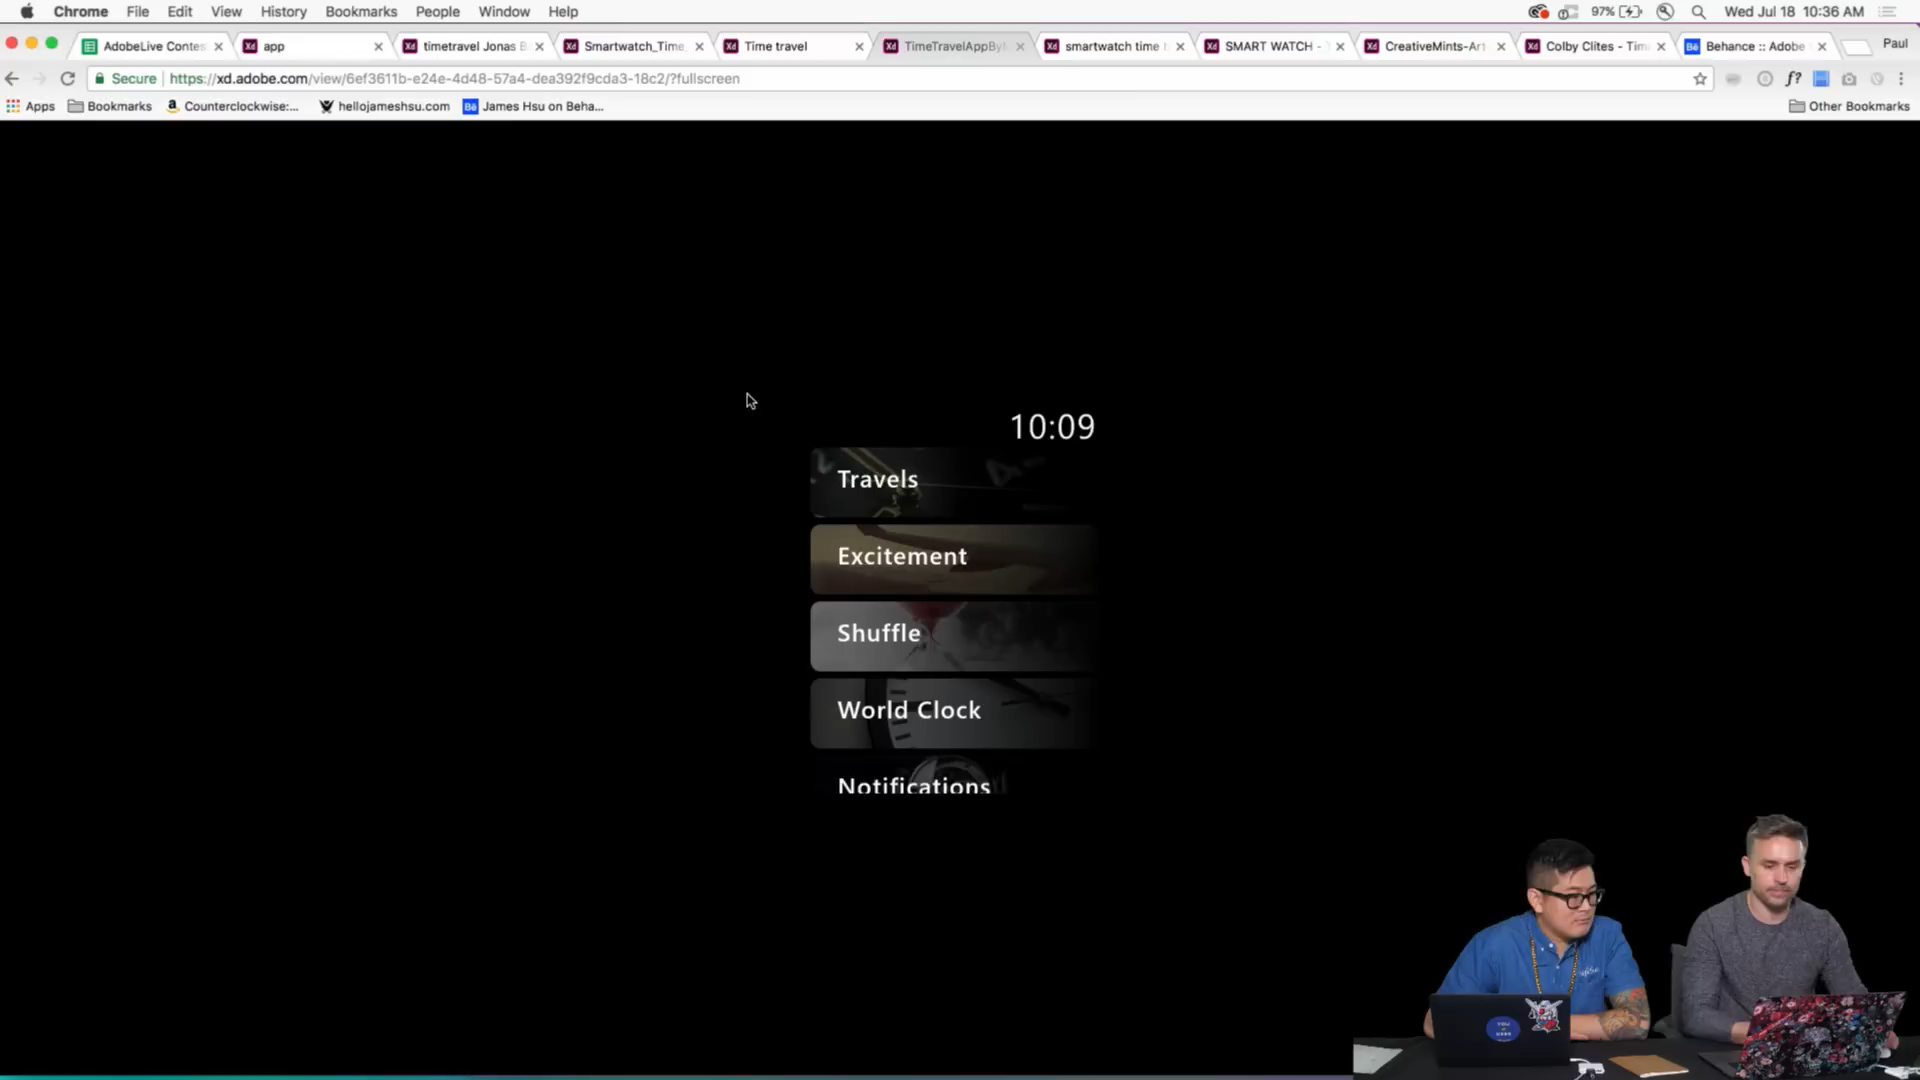 Chrome File Edit View History Bookmarks People Window Help 97% Wed Jul 18 10:36 AM
AdobeLive Contes app timetravel Jonas B Smartwatch_Time Time travel TimeTravelAppBy smartwatch time SMART WATCH - CreativeMints-Art Colby Clites - Tim Behance :: Adobe Paul
Secure https://xd.adobe.com/view/6ef3611b-e24e-4d48-57a4-dea392f9cda3-18c2/?fullscreen
Apps Bookmarks Counterclockwise:... hellojameshsu.com James Hsu on Beha... Other Bookmarks
10:09
Travels
Excitement
Shuffle
World Clock
Notifications